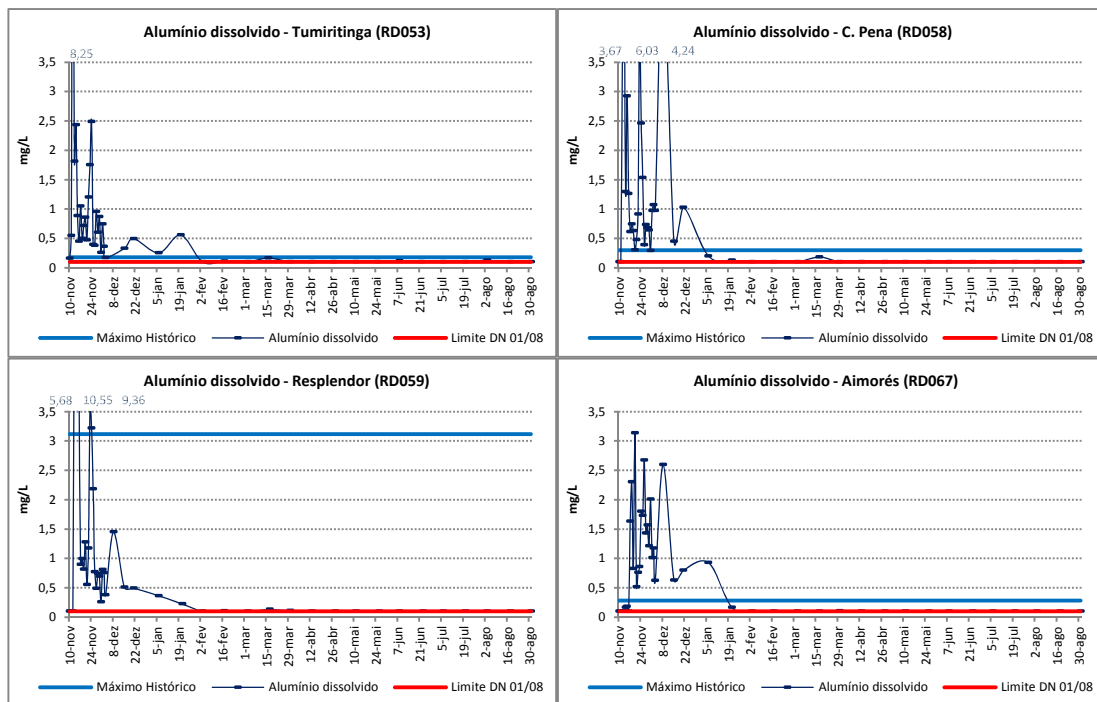 Alumínio dissolvido - Tumiritinga (RD053)
8,25
3,5
3
2,5
2
1,5
1
0,5
0
mg/L
10-nov
24-nov
8-dez
22-dez
5-jan
19-jan
2-fev
16-fev
1-mar
15-mar
29-mar
12-abr
26-abr
10-mai
24-mai
7-jun
21-jun
5-jul
19-jul
2-ago
16-ago
30-ago
Máximo Histórico Alumínio dissolvido Limite DN 01/08
Alumínio dissolvido - C. Pena (RD058)
3,67 6,03 4,24
3,5
3
2,5
2
1,5
1
0,5
0
mg/L
10-nov
24-nov
8-dez
22-dez
5-jan
19-jan
2-fev
16-fev
1-mar
15-mar
29-mar
12-abr
26-abr
10-mai
24-mai
7-jun
21-jun
5-jul
19-jul
2-ago
16-ago
30-ago
Máximo Histórico Alumínio dissolvido Limite DN 01/08
Alumínio dissolvido - Resplendor (RD059)
5,68 10,55 9,36
3,5
3
2,5
2
1,5
1
0,5
0
mg/L
10-nov
24-nov
8-dez
22-dez
5-jan
19-jan
2-fev
16-fev
1-mar
15-mar
29-mar
12-abr
26-abr
10-mai
24-mai
7-jun
21-jun
5-jul
19-jul
2-ago
16-ago
30-ago
Máximo Histórico Alumínio dissolvido Limite DN 01/08
Alumínio dissolvido - Aimorés (RD067)
3,5
3
2,5
2
1,5
1
0,5
0
mg/L
10-nov
24-nov
8-dez
22-dez
5-jan
19-jan
2-fev
16-fev
1-mar
15-mar
29-mar
12-abr
26-abr
10-mai
24-mai
7-jun
21-jun
5-jul
19-jul
2-ago
16-ago
30-ago
Máximo Histórico Alumínio dissolvido Limite DN 01/08